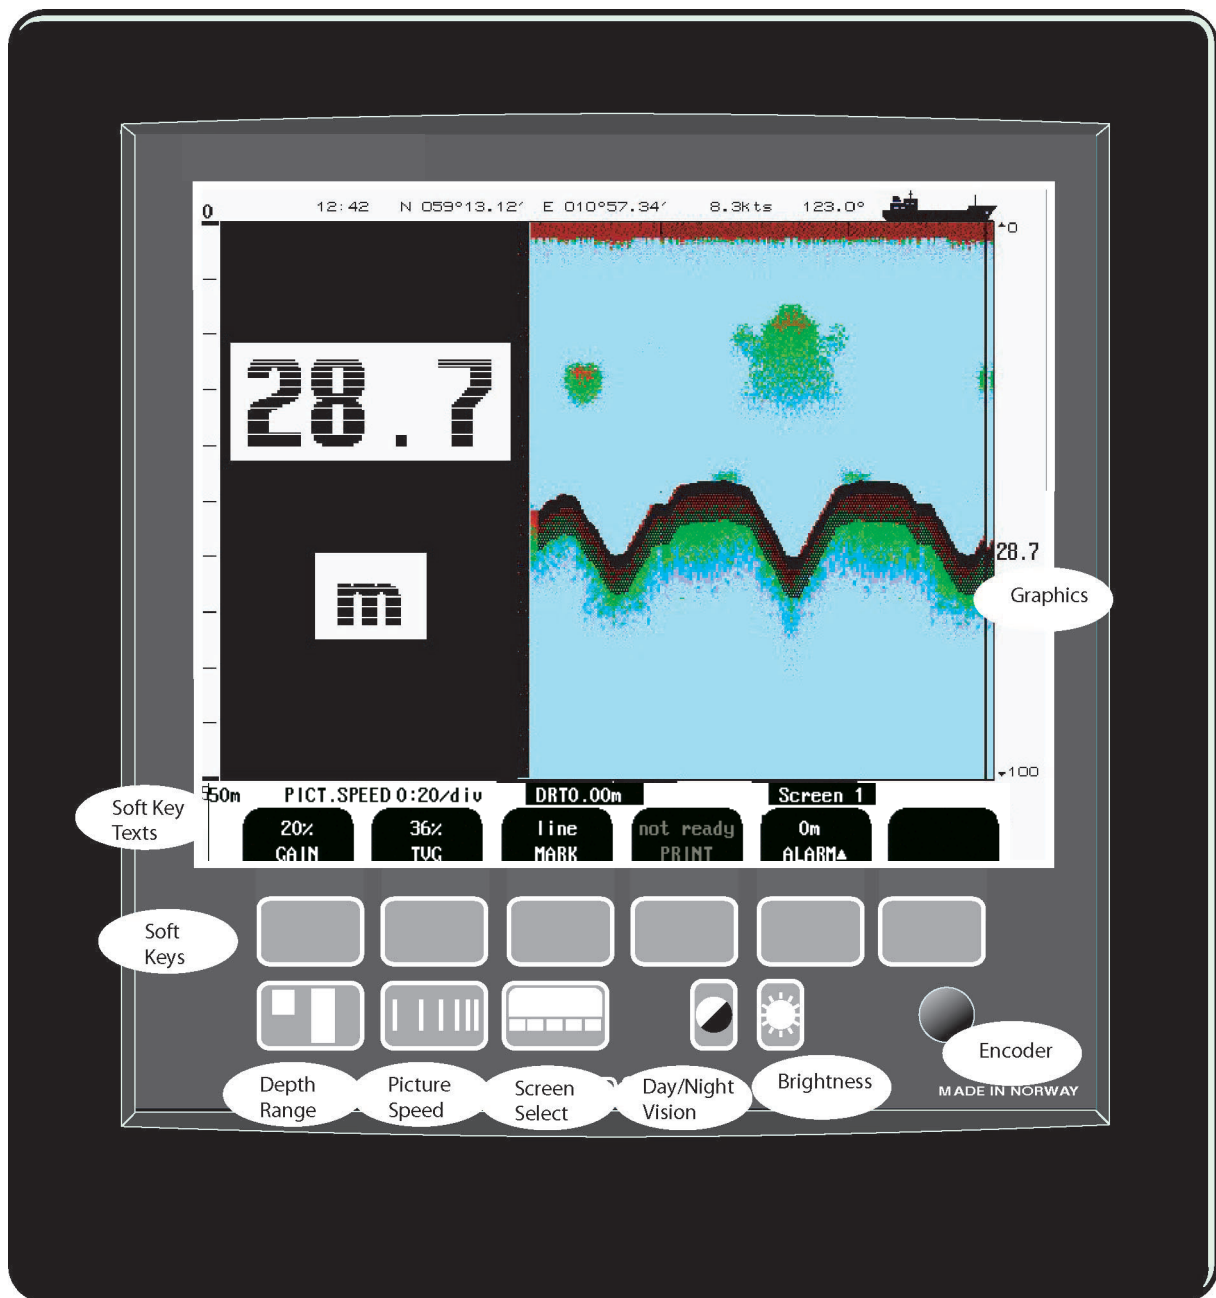 0
12:42 N 059°13.12′ E 010°57.34′ 8.3kts 123.0°
0
28.7
m
28.7
Graphics
100
50m PICT.SPEED 0:20/div DRT0.00m Screen 1
Soft Key
Texts
20% 36% line not ready 0m
GAIN TVG MARK PRINT ALARM▲
Soft
Keys
Encoder
Depth
Range
Picture
Speed
Screen
Select
Day/Night
Vision
Brightness
MADE IN NORWAY